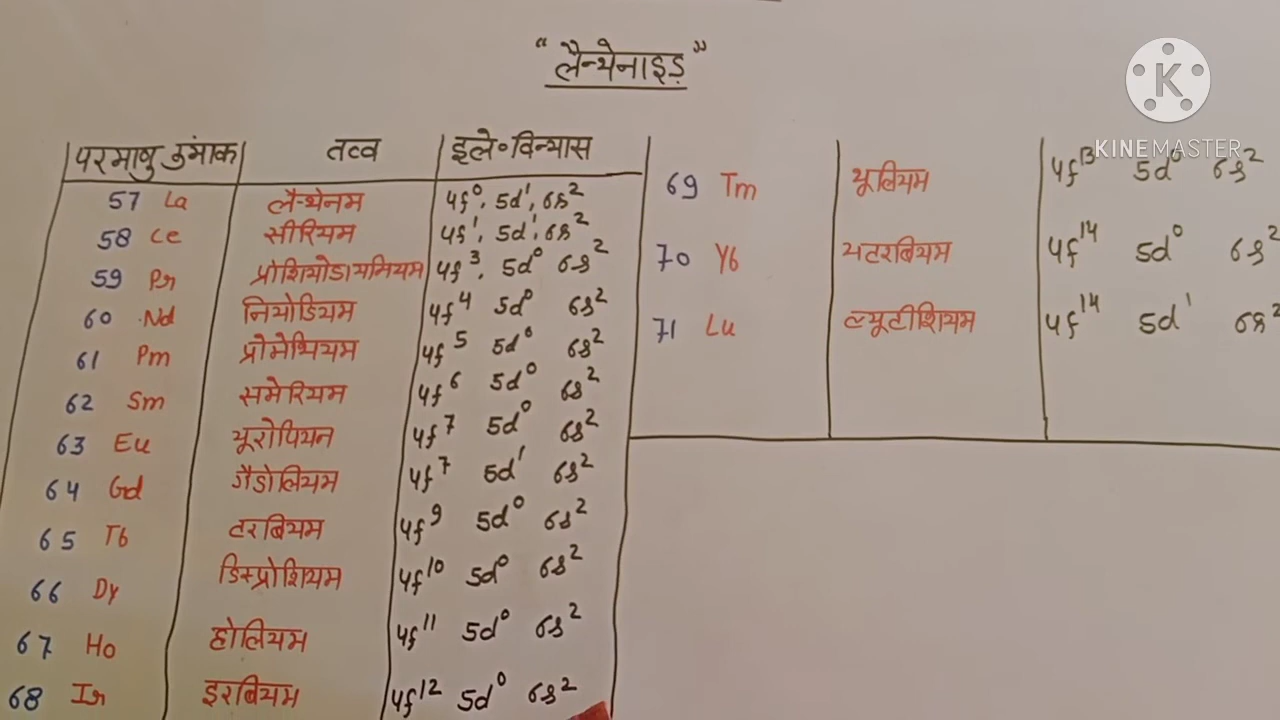 "लैन्थेनाइड"
परमाणु क्रमांक तत्व इले॰विन्यास
57 La लैन्थेनम 4f⁰, 5d¹, 6s²
58 Ce सीरियम 4f¹, 5d¹, 6s²
59 Pr प्रोशियोडायमियम 4f³, 5d⁰ 6s²
60 Nd नियोडियम 4f⁴ 5d⁰ 6s²
61 Pm प्रोमेथियम 4f⁵ 5d⁰ 6s²
62 Sm समेरियम 4f⁶ 5d⁰ 6s²
63 Eu यूरोपियन 4f⁷ 5d⁰ 6s²
64 Gd गैडोलियम 4f⁷ 5d¹ 6s²
65 Tb टरबियम 4f⁹ 5d⁰ 6s²
66 Dy डिस्प्रोशियम 4f¹⁰ 5d⁰ 6s²
67 Ho होलियम 4f¹¹ 5d⁰ 6s²
68 Ir इरबियम 4f¹² 5d⁰ 6s²
69 Tm थूलियम 4f¹³ 5d⁰ 6s²
70 Yb यटरबियम 4f¹⁴ 5d⁰ 6s²
71 Lu ल्यूटीशियम 4f¹⁴ 5d¹ 6s²
K
KINEMASTER